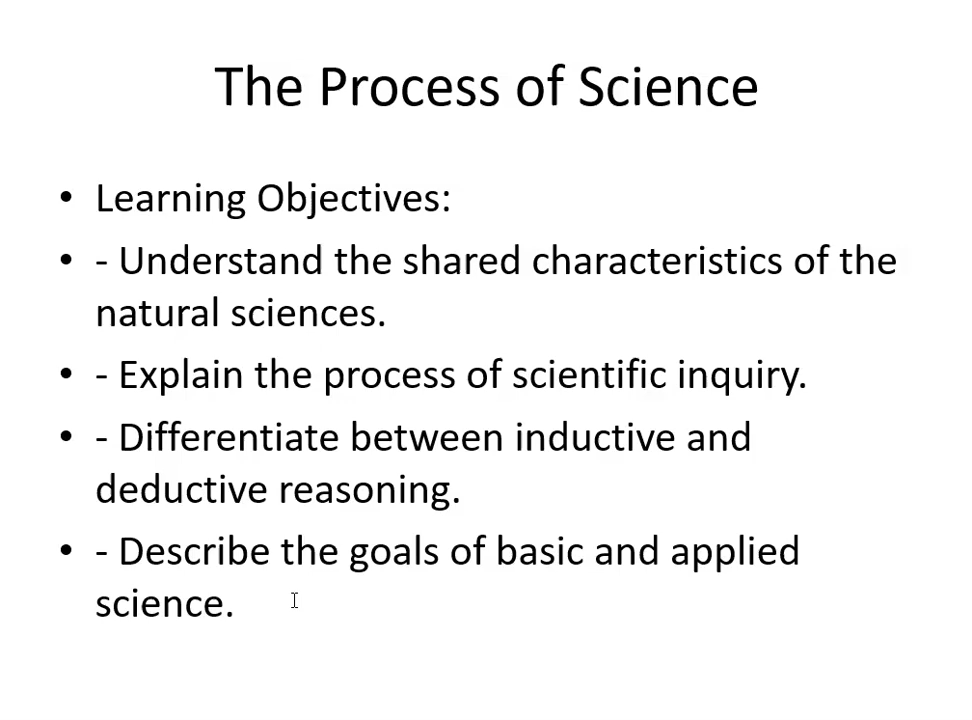 The Process of Science
• Learning Objectives:
• - Understand the shared characteristics of the
natural sciences.
• - Explain the process of scientific inquiry.
• - Differentiate between inductive and
deductive reasoning.
• - Describe the goals of basic and applied
science.